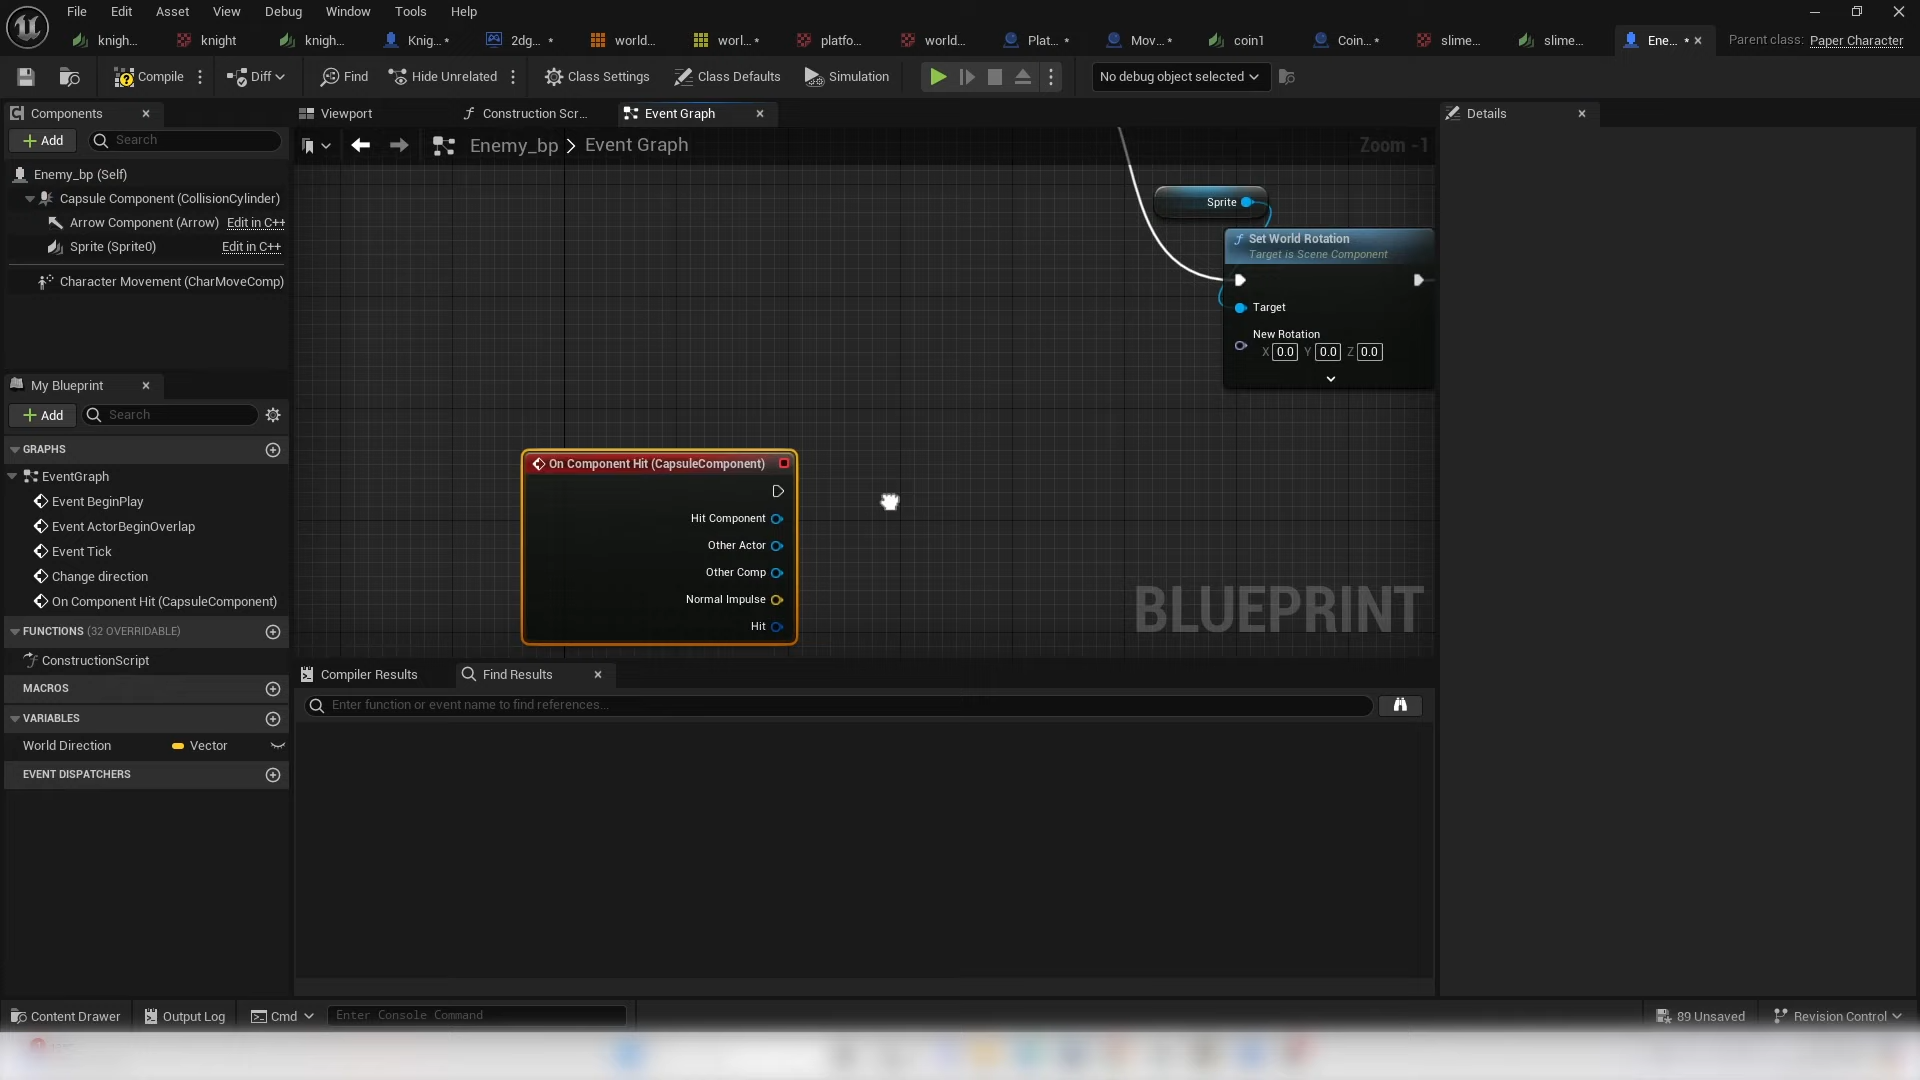 File Edit Asset View Debug Window Tools Help
knigh... knight knigh... Knig... * 2dg... * world... worl... * platfo... world... Plat... * Mov... * coin1 Coin... * slime... slime... Ene... * Parent class: Paper Character
Compile Diff Find Hide Unrelated Class Settings Class Defaults Simulation No debug object selected
Components
Viewport Construction Scr... Event Graph
Details
Add Search
Enemy_bp > Event Graph Zoom -1
Enemy_bp (Self)
Capsule Component (CollisionCylinder)
Arrow Component (Arrow) Edit in C++
Sprite (Sprite0) Edit in C++
Character Movement (CharMoveComp)
Sprite
Set World Rotation
Target is Scene Component
Target
New Rotation
X 0.0 Y 0.0 Z 0.0
My Blueprint
Add Search
GRAPHS
EventGraph
Event BeginPlay
Event ActorBeginOverlap
Event Tick
Change direction
On Component Hit (CapsuleComponent)
FUNCTIONS (32 OVERRIDABLE)
ConstructionScript
MACROS
VARIABLES
World Direction Vector
EVENT DISPATCHERS
On Component Hit (CapsuleComponent)
Hit Component
Other Actor
Other Comp
Normal Impulse
Hit
BLUEPRINT
Compiler Results Find Results
Enter function or event name to find references...
Content Drawer Output Log Cmd Enter Console Command 89 Unsaved Revision Control